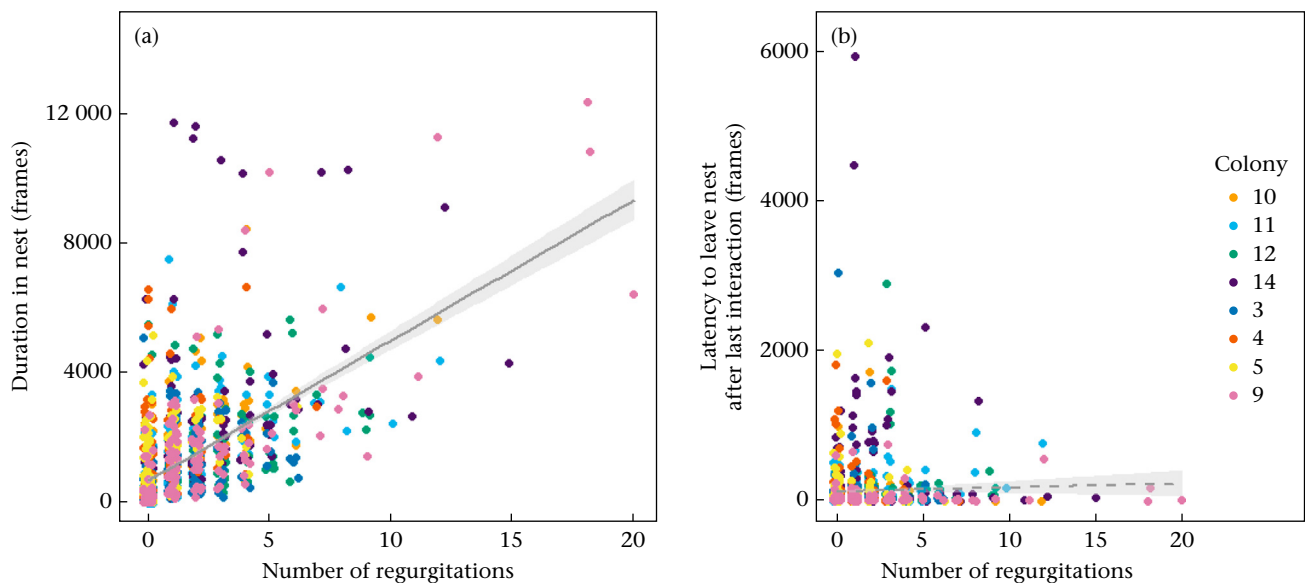 (a)
12 000
8000
4000
0
Duration in nest (frames)
0 5 10 15 20
Number of regurgitations
(b)
6000
4000
2000
0
Latency to leave nest
after last interaction (frames)
0 5 10 15 20
Number of regurgitations
Colony
10
11
12
14
3
4
5
9